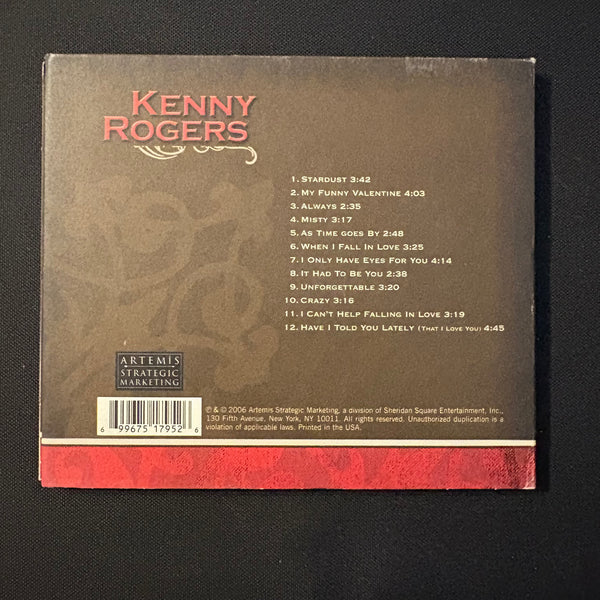 KENNY
ROGERS
1. STARDUST 3:42
2. MY FUNNY VALENTINE 4:03
3. ALWAYS 2:35
4. MISTY 3:17
5. AS TIME GOES BY 2:48
6. WHEN I FALL IN LOVE 3:25
7. I ONLY HAVE EYES FOR YOU 4:14
8. IT HAD TO BE YOU 2:38
9. UNFORGETTABLE 3:20
10. CRAZY 3:16
11. I CAN'T HELP FALLING IN LOVE 3:19
12. HAVE I TOLD YOU LATELY (THAT I LOVE YOU) 4:45
ARTEMIS
STRATEGIC
MARKETING
6 99675 17952 6
℗ & © 2006 Artemis Strategic Marketing, a division of Sheridan Square Entertainment, Inc.,
130 Fifth Avenue, New York, NY 10011. All rights reserved. Unauthorized duplication is a
violation of applicable laws. Printed in the USA.